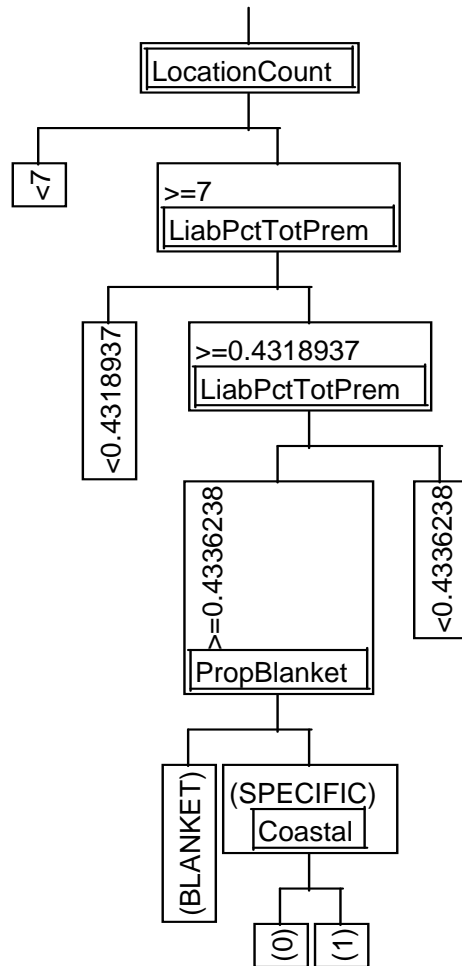 LocationCount
<7
>=7
LiabPctTotPrem
<0.4318937
>=0.4318937
LiabPctTotPrem
>=0.4336238
PropBlanket
<0.4336238
(BLANKET)
(SPECIFIC)
Coastal
(0)
(1)